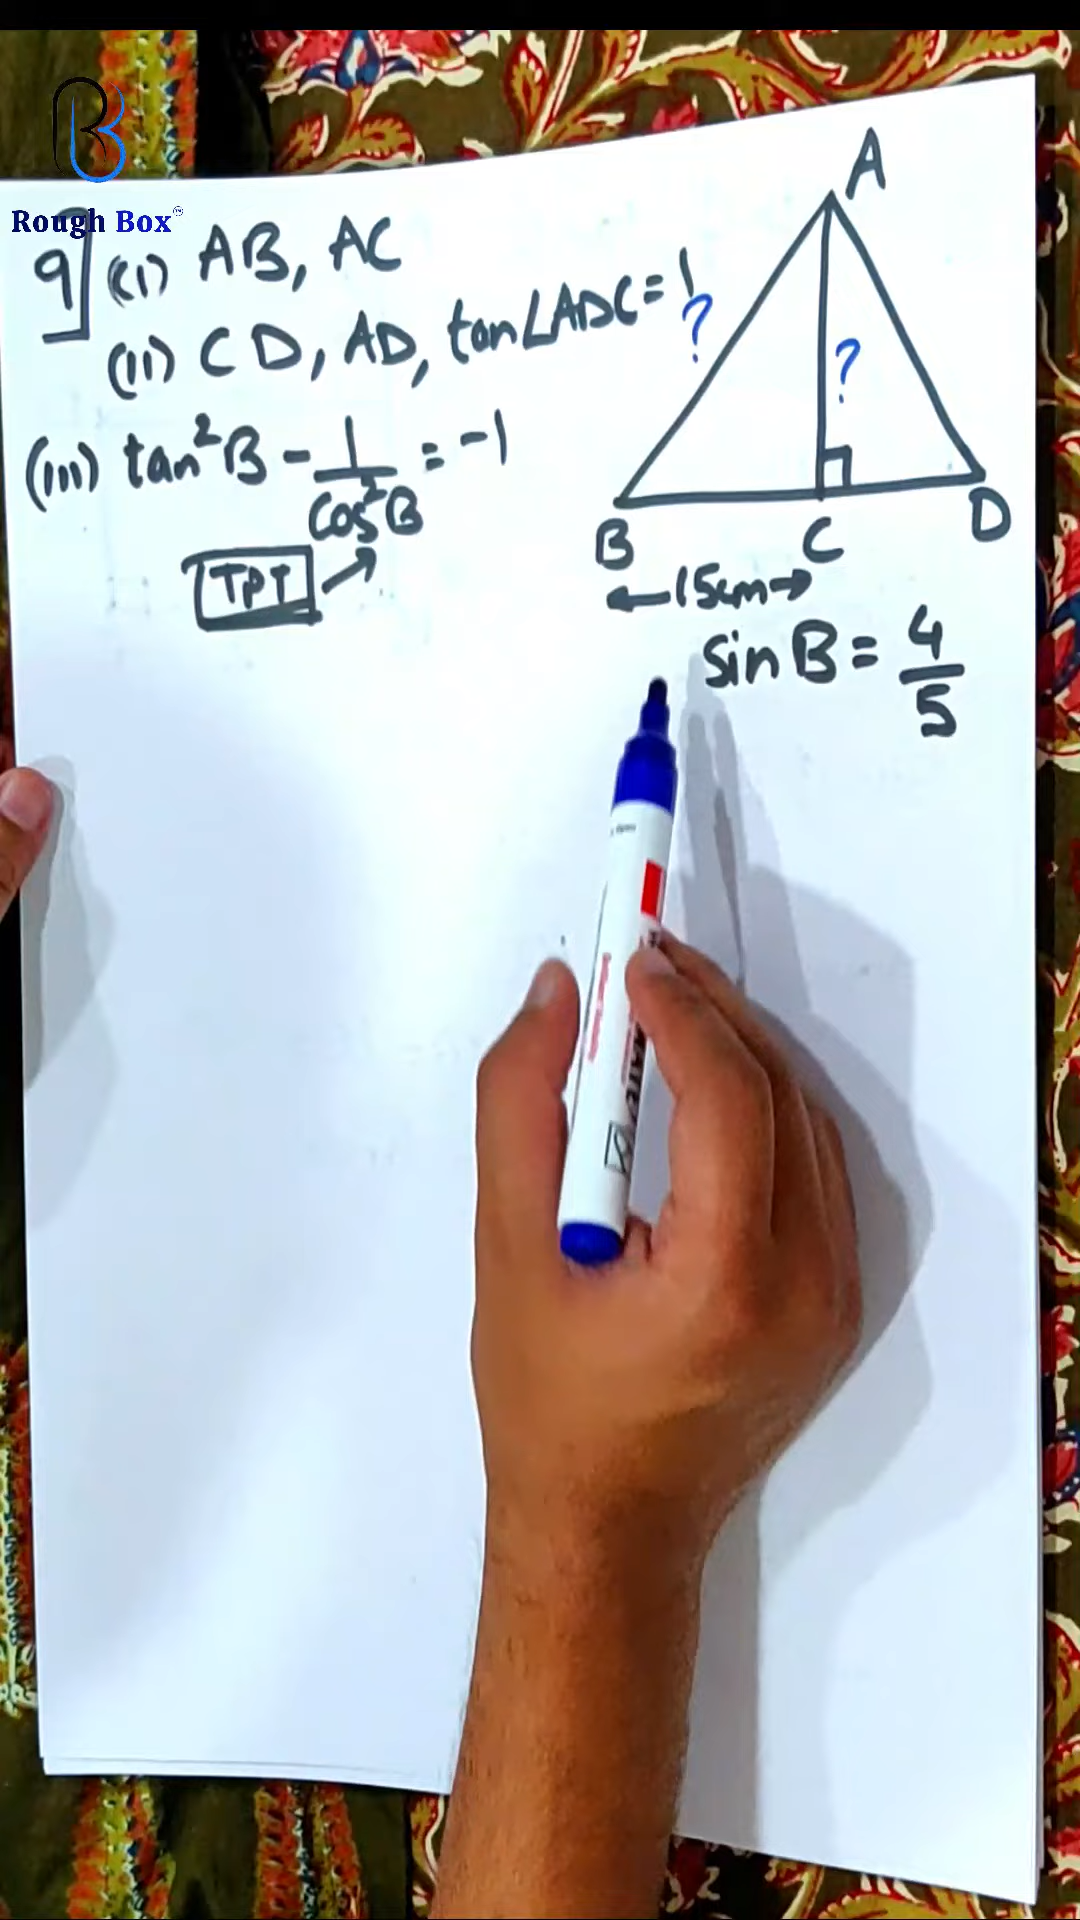 Rough Box™
9] (i) AB, AC
(ii) CD, AD, tan∠ADC = 1
(iii) tan²B - 1/cos²B = -1
TPT
A
?
?
B C D
15cm
sin B = 4/5